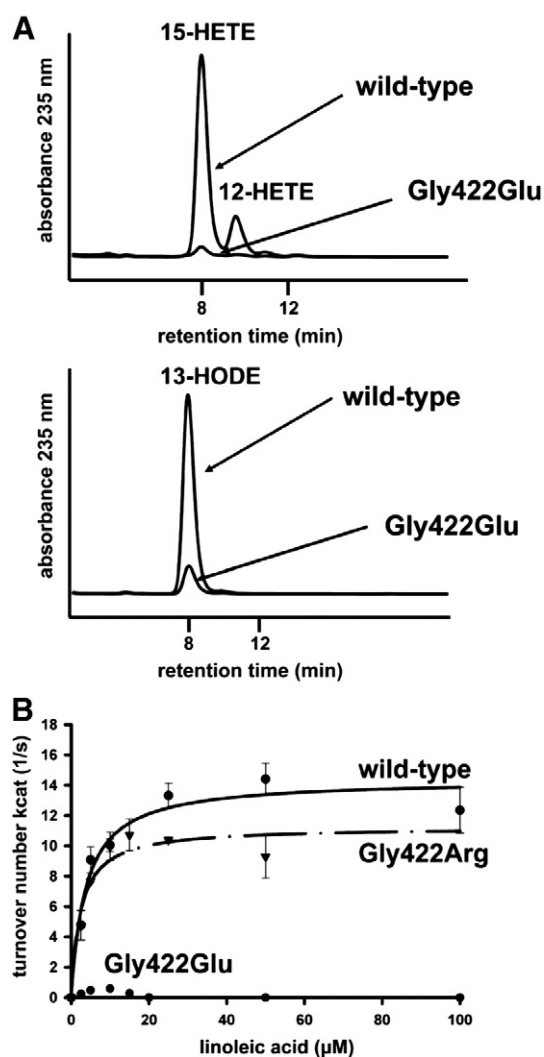 A
15-HETE
wild-type
12-HETE
Gly422Glu
absorbance 235 nm
8 12
retention time (min)
13-HODE
wild-type
Gly422Glu
absorbance 235 nm
8 12
retention time (min)
B
turnover number kcat (1/s)
18
16
14
12
10
8
6
4
2
0
wild-type
Gly422Arg
Gly422Glu
0 20 40 60 80 100
linoleic acid (µM)